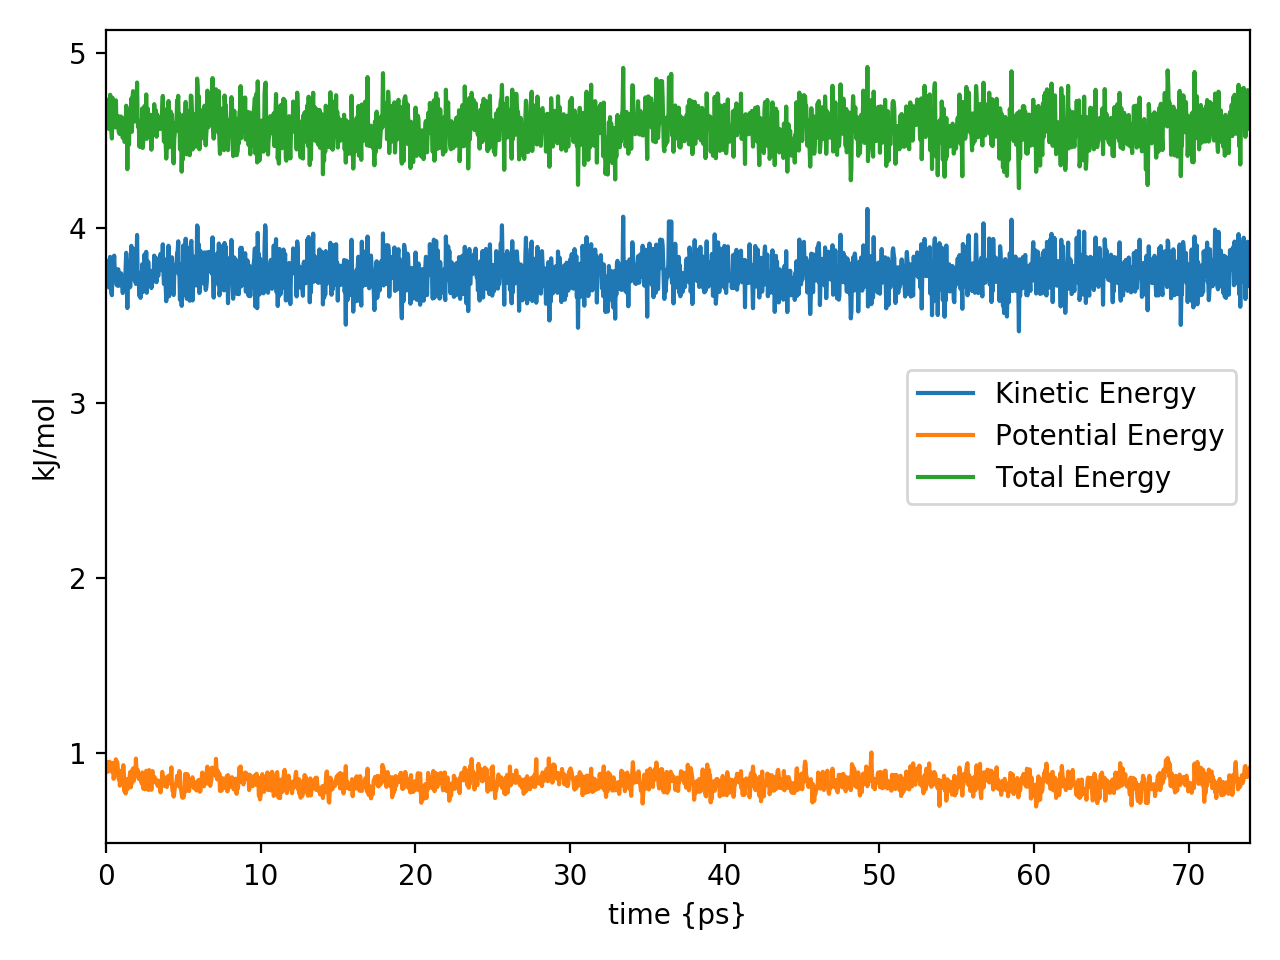 5
4
3
2
1
kJ/mol
Kinetic Energy
Potential Energy
Total Energy
0 10 20 30 40 50 60 70
time {ps}